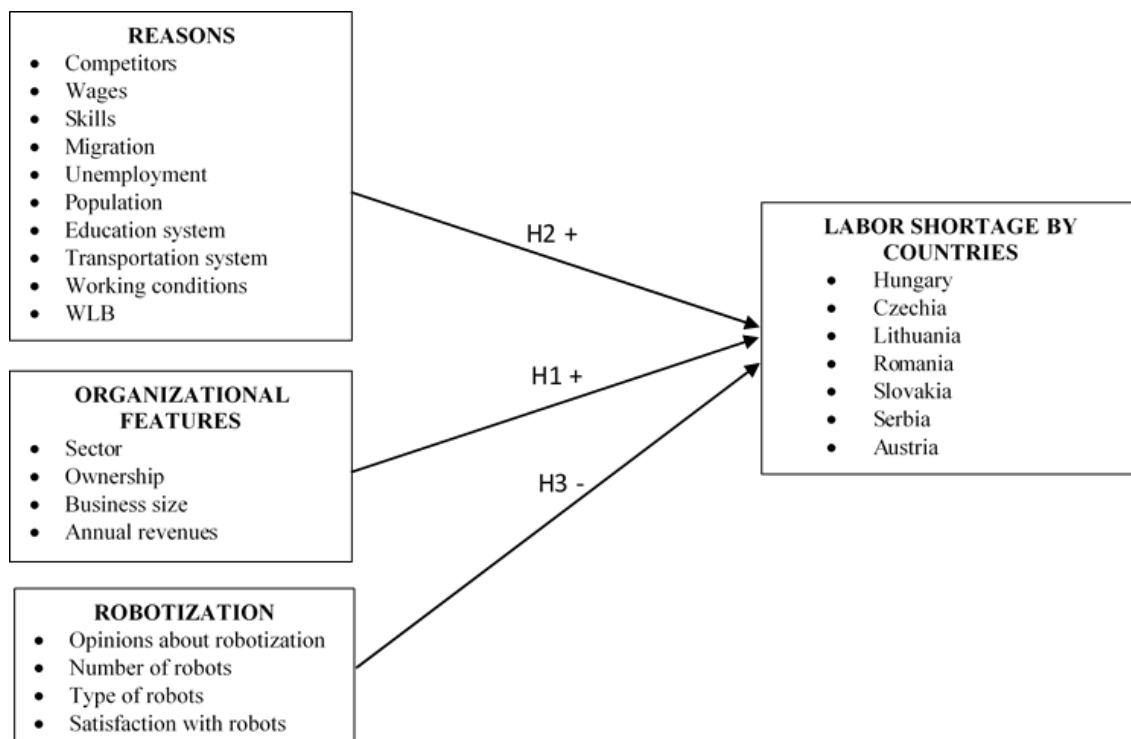 REASONS
• Competitors
• Wages
• Skills
• Migration
• Unemployment
• Population
• Education system
• Transportation system
• Working conditions
• WLB
H2 +
ORGANIZATIONAL
FEATURES
• Sector
• Ownership
• Business size
• Annual revenues
H1 +
ROBOTIZATION
• Opinions about robotization
• Number of robots
• Type of robots
• Satisfaction with robots
H3 -
LABOR SHORTAGE BY
COUNTRIES
• Hungary
• Czechia
• Lithuania
• Romania
• Slovakia
• Serbia
• Austria